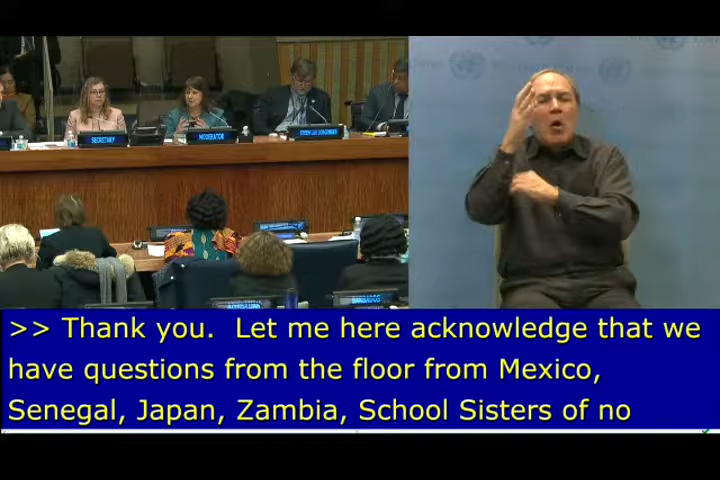 SECRETARY
MODERATOR
BARBADOS
>> Thank you.  Let me here acknowledge that we
have questions from the floor from Mexico,
Senegal, Japan, Zambia, School Sisters of no